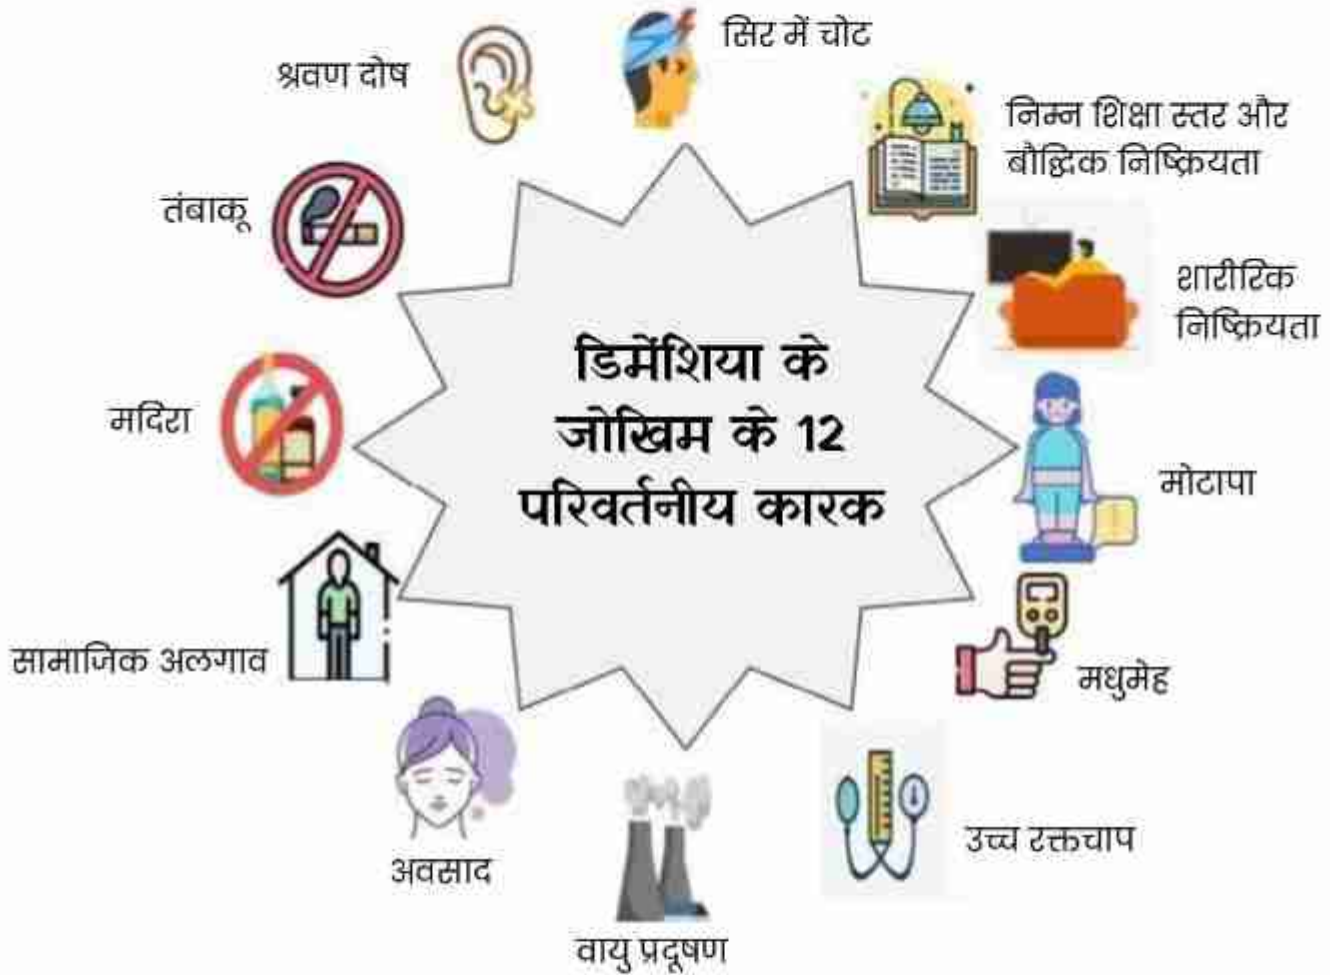 सिर में चोट
श्रवण दोष
निम्न शिक्षा स्तर और
बौद्धिक निष्क्रियता
तंबाकू
शारीरिक
निष्क्रियता
डिमेंशिया के
जोखिम के 12
परिवर्तनीय कारक
मदिरा
मोटापा
सामाजिक अलगाव
मधुमेह
अवसाद
उच्च रक्तचाप
वायु प्रदूषण